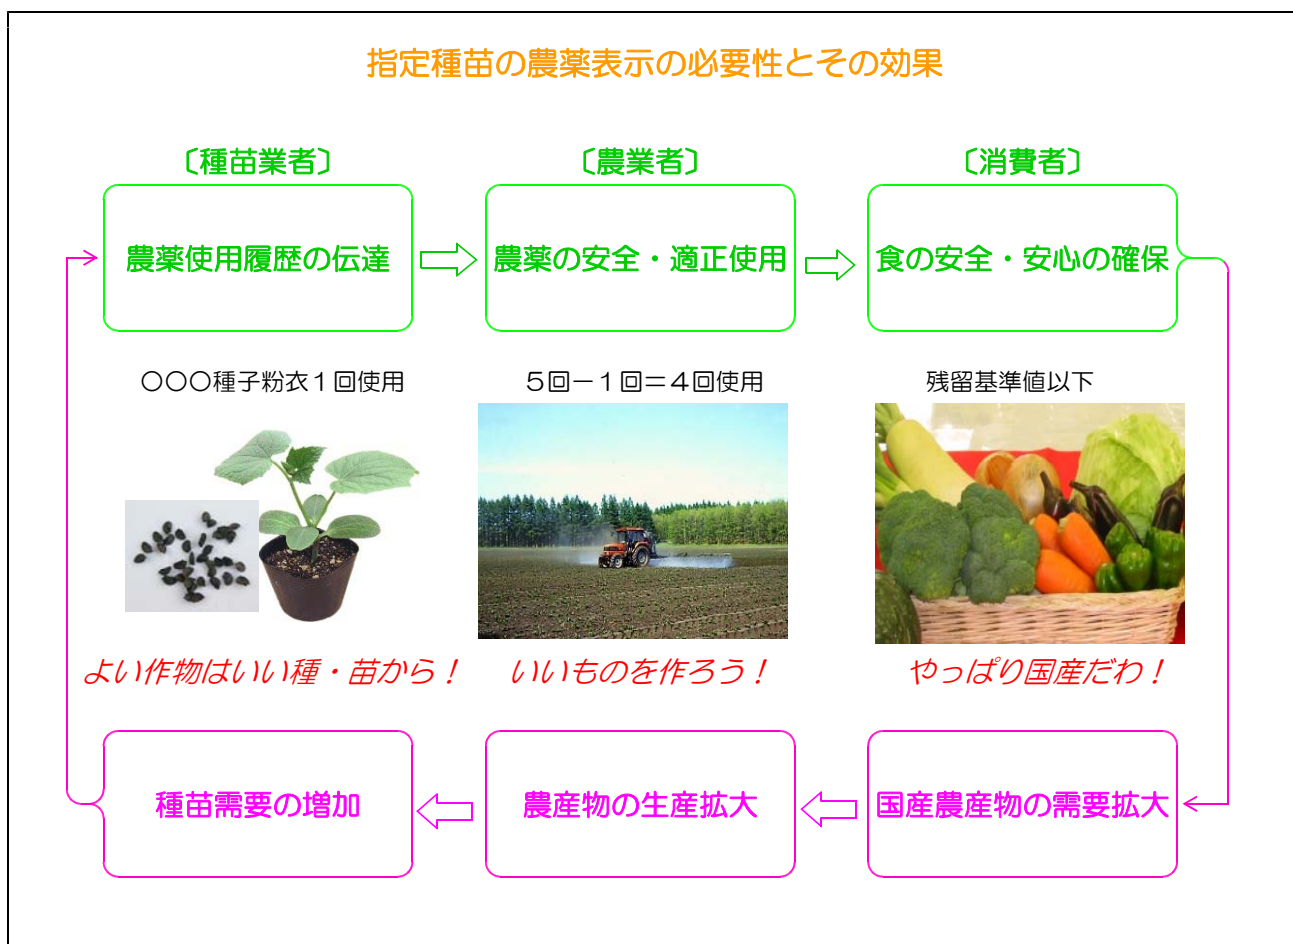 指定種苗の農薬表示の必要性とその効果
〔種苗業者〕
〔農業者〕
〔消費者〕
農薬使用履歴の伝達
農薬の安全・適正使用
食の安全・安心の確保
〇〇〇種子粉衣１回使用
５回－１回＝４回使用
残留基準値以下
よい作物はいい種・苗から！
いいものを作ろう！
やっぱり国産だわ！
種苗需要の増加
農産物の生産拡大
国産農産物の需要拡大